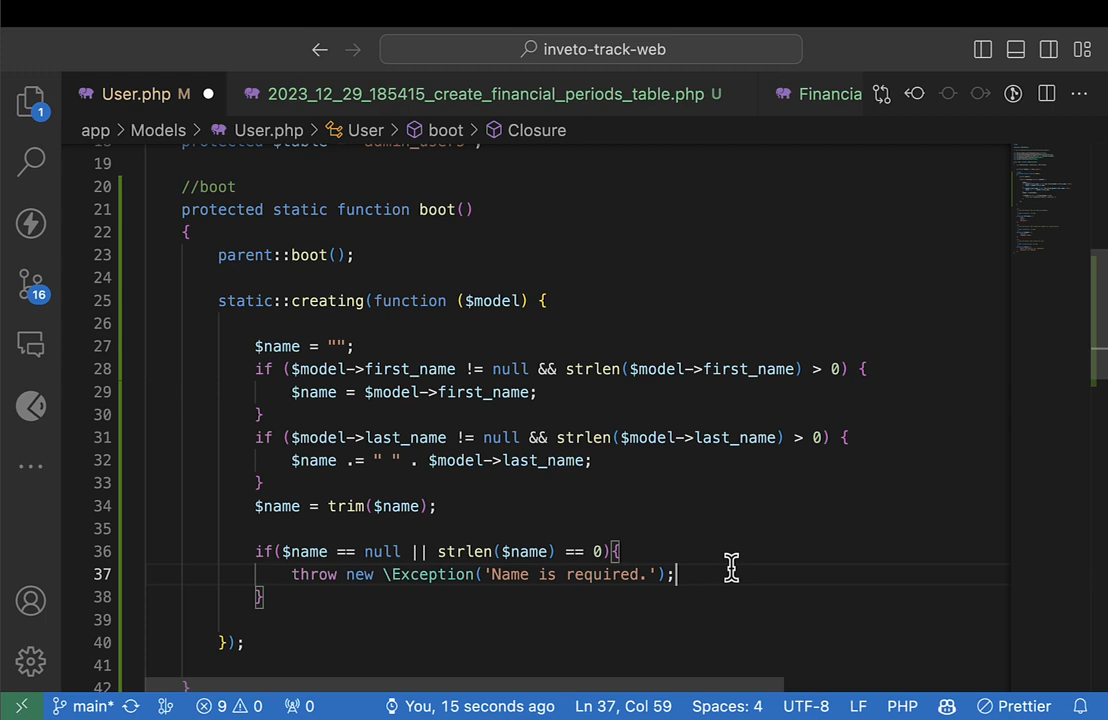 inveto-track-web
User.php M
2023_12_29_185415_create_financial_periods_table.php U
Financia
app > Models > User.php > User > boot > Closure
19
20 //boot
21 protected static function boot()
22 {
23 parent::boot();
24
25 static::creating(function ($model) {
26
27 $name = "";
28 if ($model->first_name != null && strlen($model->first_name) > 0) {
29 $name = $model->first_name;
30 }
31 if ($model->last_name != null && strlen($model->last_name) > 0) {
32 $name .= " " . $model->last_name;
33 }
34 $name = trim($name);
35
36 if($name == null || strlen($name) == 0){
37 throw new \Exception('Name is required.');
38 }
39
40 });
41
42 }
1
16
main* 9 0 0 You, 15 seconds ago Ln 37, Col 59 Spaces: 4 UTF-8 LF PHP Prettier